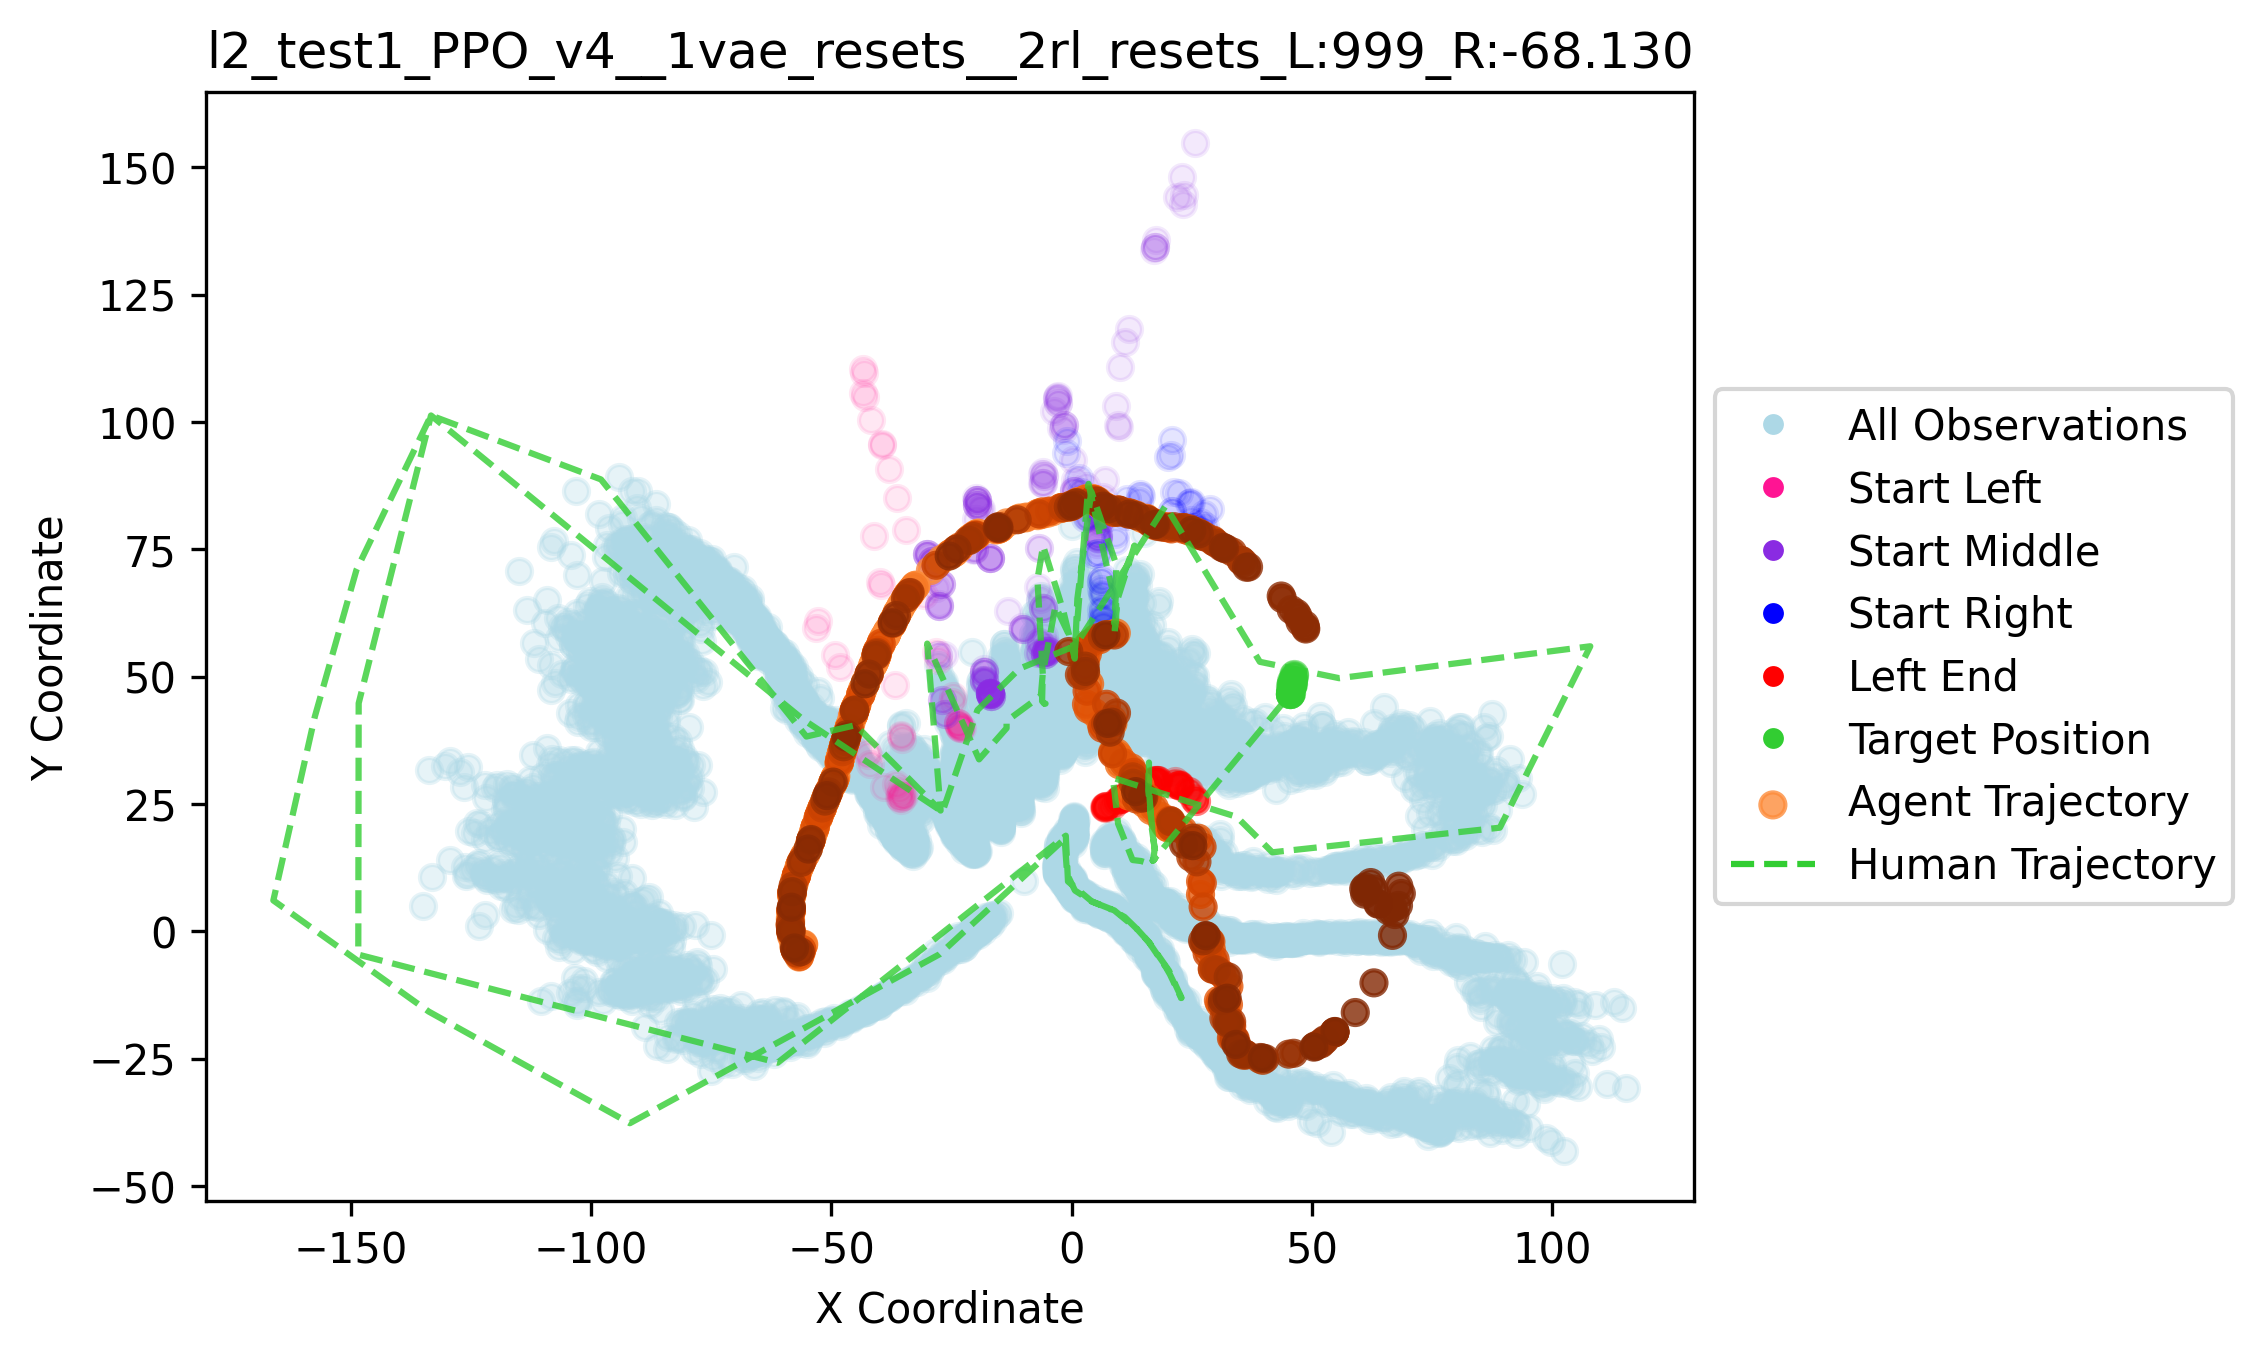 l2_test1_PPO_v4__1vae_resets__2rl_resets_L:999_R:-68.130
150
125
100
75
50
25
0
−25
−50
Y Coordinate
−150
−100
−50
0
50
100
X Coordinate
All Observations
Start Left
Start Middle
Start Right
Left End
Target Position
Agent Trajectory
Human Trajectory